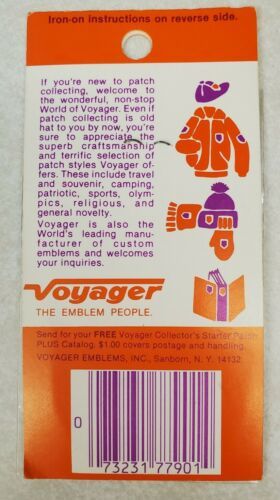 Iron-on instructions on reverse side.
If you're new to patch
collecting, welcome to
the wonderful, non-stop
World of Voyager. Even if
patch collecting is old
hat to you by now, you're
sure to appreciate the
superb craftsmanship
and terrific selection of
patch styles Voyager of-
fers. These include travel
and souvenir, camping,
patriotic, sports, olym-
pics, religious, and
general novelty.
Voyager is also the
World's leading manu-
facturer of custom
emblems and welcomes
your inquiries.
Voyager
THE EMBLEM PEOPLE.
Send for your FREE Voyager Collector's Starter Patch
PLUS Catalog. $1.00 covers postage and handling.
VOYAGER EMBLEMS, INC., Sanborn, N. Y. 14132
0 73231 77901